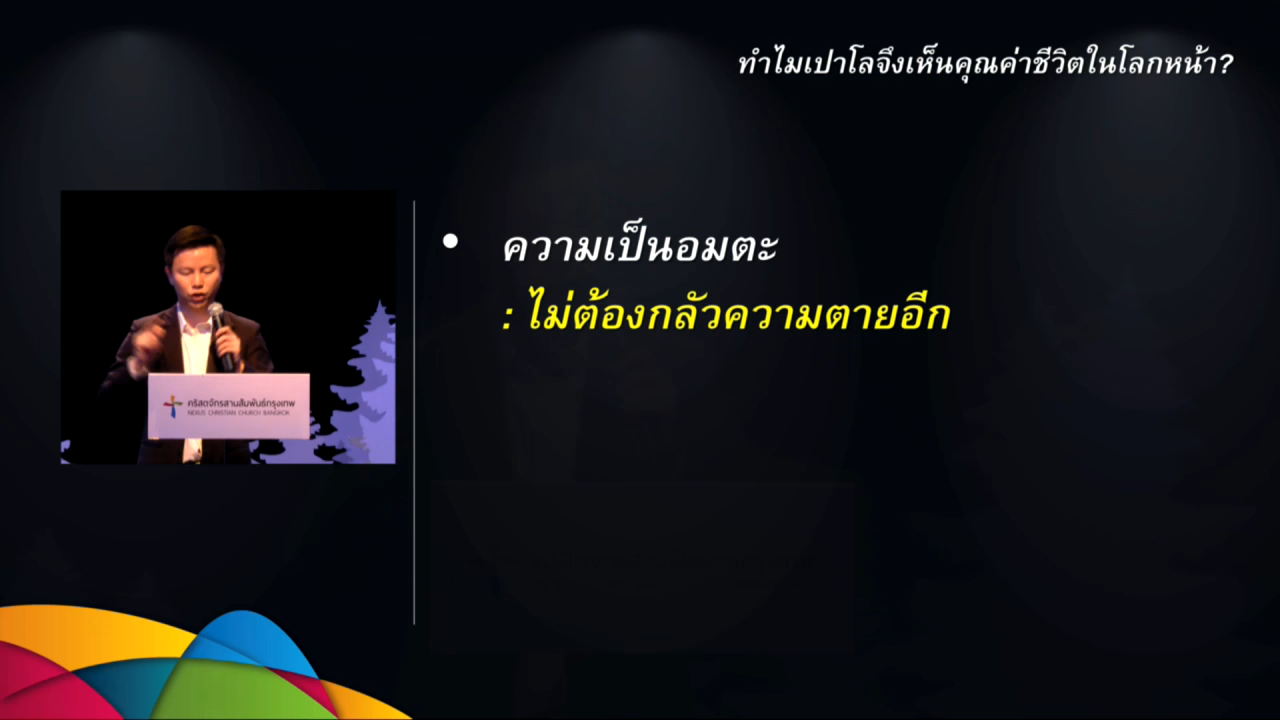 ทำไมเปาโลจึงเห็นคุณค่าชีวิตในโลกหน้า?
• ความเป็นอมตะ
: ไม่ต้องกลัวความตายอีก
คริสตจักรสานสัมพันธ์กรุงเทพ
NEXUS CHRISTIAN CHURCH BANGKOK